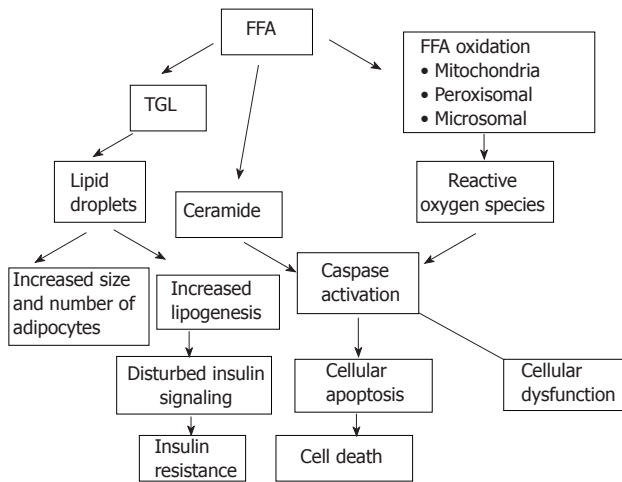 FFA
FFA oxidation
• Mitochondria
• Peroxisomal
• Microsomal
TGL
Lipid
droplets
Ceramide
Reactive
oxygen species
Increased size
and number of
adipocytes
Increased
lipogenesis
Caspase
activation
Disturbed insulin
signaling
Cellular
apoptosis
Cellular
dysfunction
Insulin
resistance
Cell death